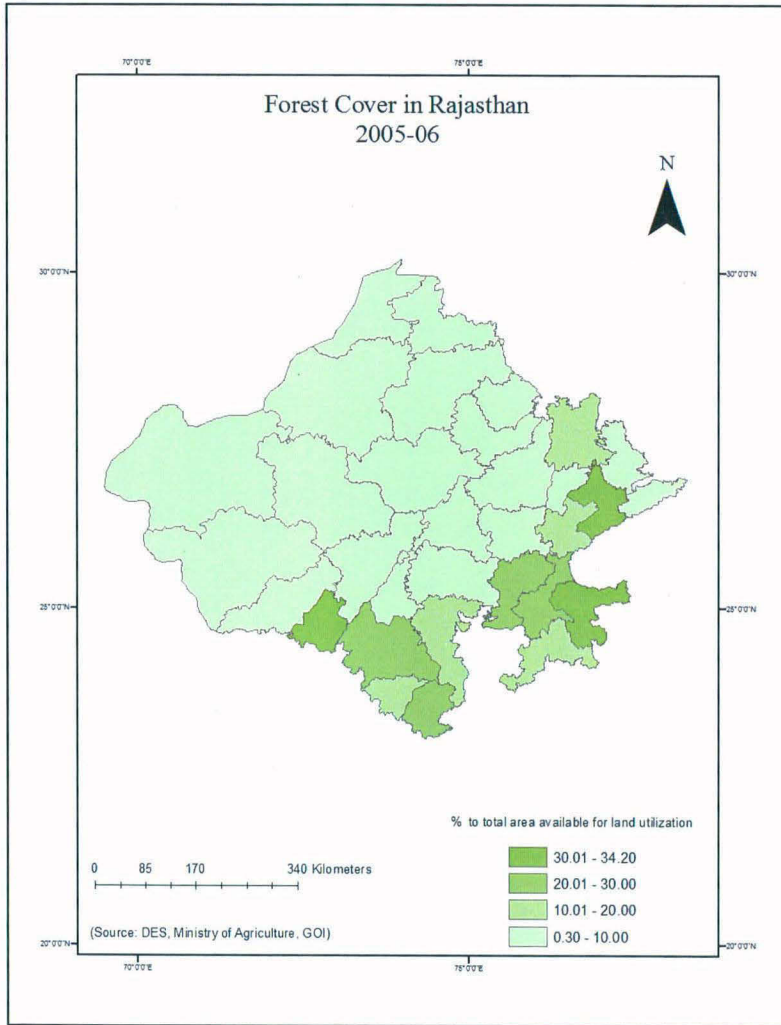 70°0'0"E 75°0'0"E
Forest Cover in Rajasthan
2005-06
N
30°0'0"N 30°0'0"N
25°0'0"N 25°0'0"N
% to total area available for land utilization
0 85 170 340 Kilometers
30.01 - 34.20
20.01 - 30.00
10.01 - 20.00
0.30 - 10.00
(Source: DES, Ministry of Agriculture, GOI)
20°0'0"N 20°0'0"N
70°0'0"E 75°0'0"E